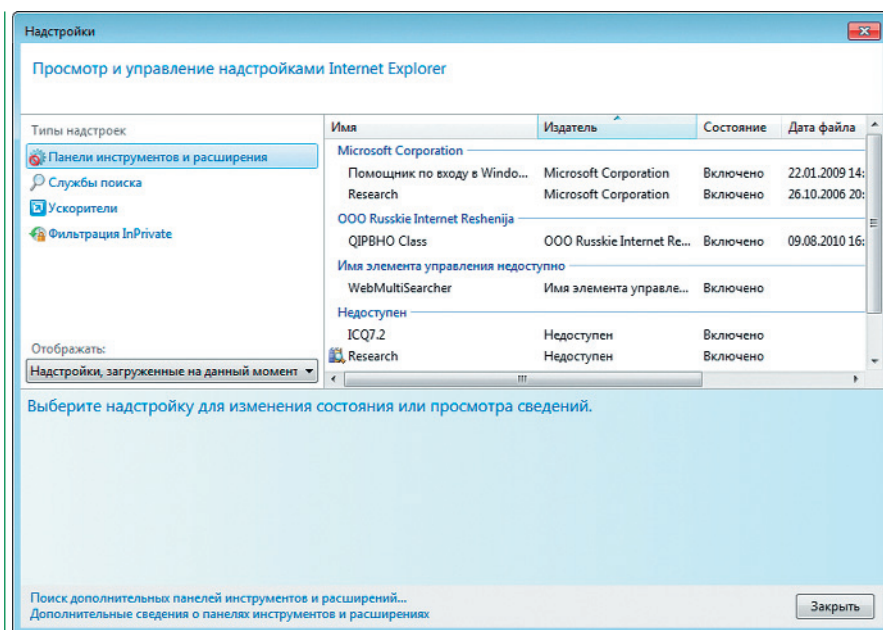 Надстройки
Просмотр и управление надстройками Internet Explorer
Типы надстроек
Панели инструментов и расширения
Службы поиска
Ускорители
Фильтрация InPrivate
Отображать:
Надстройки, загруженные на данный момент
Имя Издатель Состояние Дата файла
Microsoft Corporation
Помощник по входу в Windo... Microsoft Corporation Включено 22.01.2009 14:
Research Microsoft Corporation Включено 26.10.2006 20:
OOO Russkie Internet Reshenija
QIPBHO Class OOO Russkie Internet Re... Включено 09.08.2010 16:
Имя элемента управления недоступно
WebMultiSearcher Имя элемента управле... Включено
Недоступен
ICQ7.2 Недоступен Включено
Research Недоступен Включено
Выберите надстройку для изменения состояния или просмотра сведений.
Поиск дополнительных панелей инструментов и расширений...
Дополнительные сведения о панелях инструментов и расширениях
Закрыть